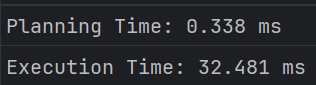 Planning Time: 0.338 ms
Execution Time: 32.481 ms